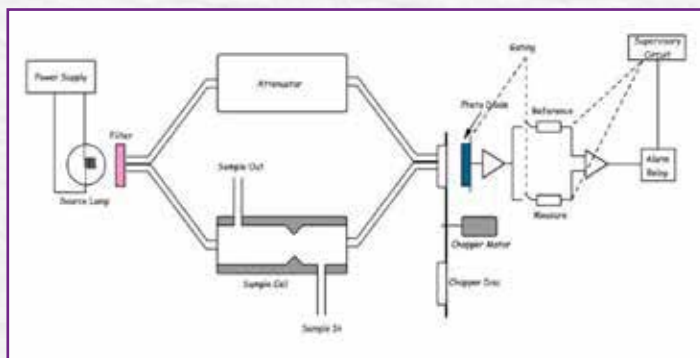 Power Supply
Source Lamp
Filter
Attenuator
Sample Out
Sample Cell
Sample In
Gating
Photo Diode
Reference
Measure
Chopper Motor
Chopper Disc
Supervisory
Circuit
Alarm
Relay